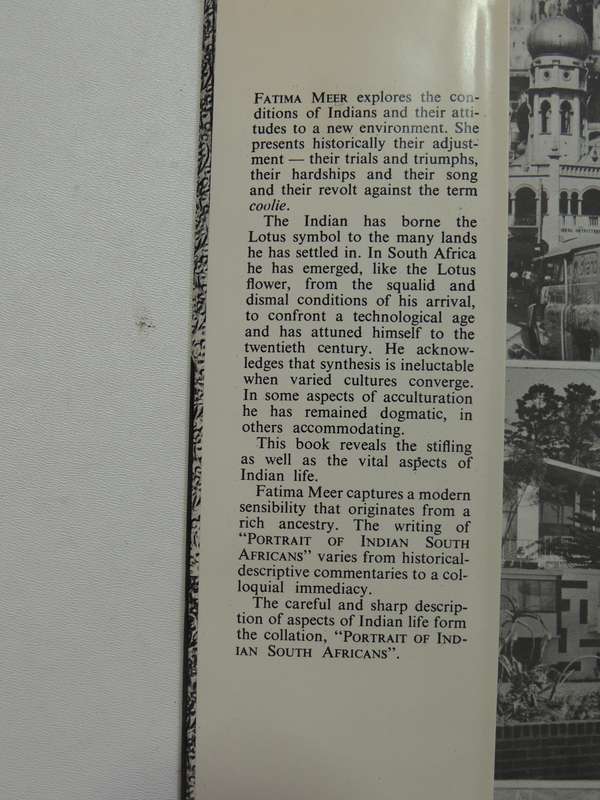 FATIMA MEER explores the con-
ditions of Indians and their atti-
tudes to a new environment. She
presents historically their adjust-
ment — their trials and triumphs,
their hardships and their song
and their revolt against the term
coolie.
The Indian has borne the
Lotus symbol to the many lands
he has settled in. In South Africa
he has emerged, like the Lotus
flower, from the squalid and
dismal conditions of his arrival,
to confront a technological age
and has attuned himself to the
twentieth century. He acknow-
ledges that synthesis is ineluctable
when varied cultures converge.
In some aspects of acculturation
he has remained dogmatic, in
others accommodating.
This book reveals the stifling
as well as the vital aspects of
Indian life.
Fatima Meer captures a modern
sensibility that originates from a
rich ancestry. The writing of
“PORTRAIT OF INDIAN SOUTH
AFRICANS” varies from historical-
descriptive commentaries to a col-
loquial immediacy.
The careful and sharp descrip-
tion of aspects of Indian life form
the collation, “PORTRAIT OF IND-
IAN SOUTH AFRICANS”.